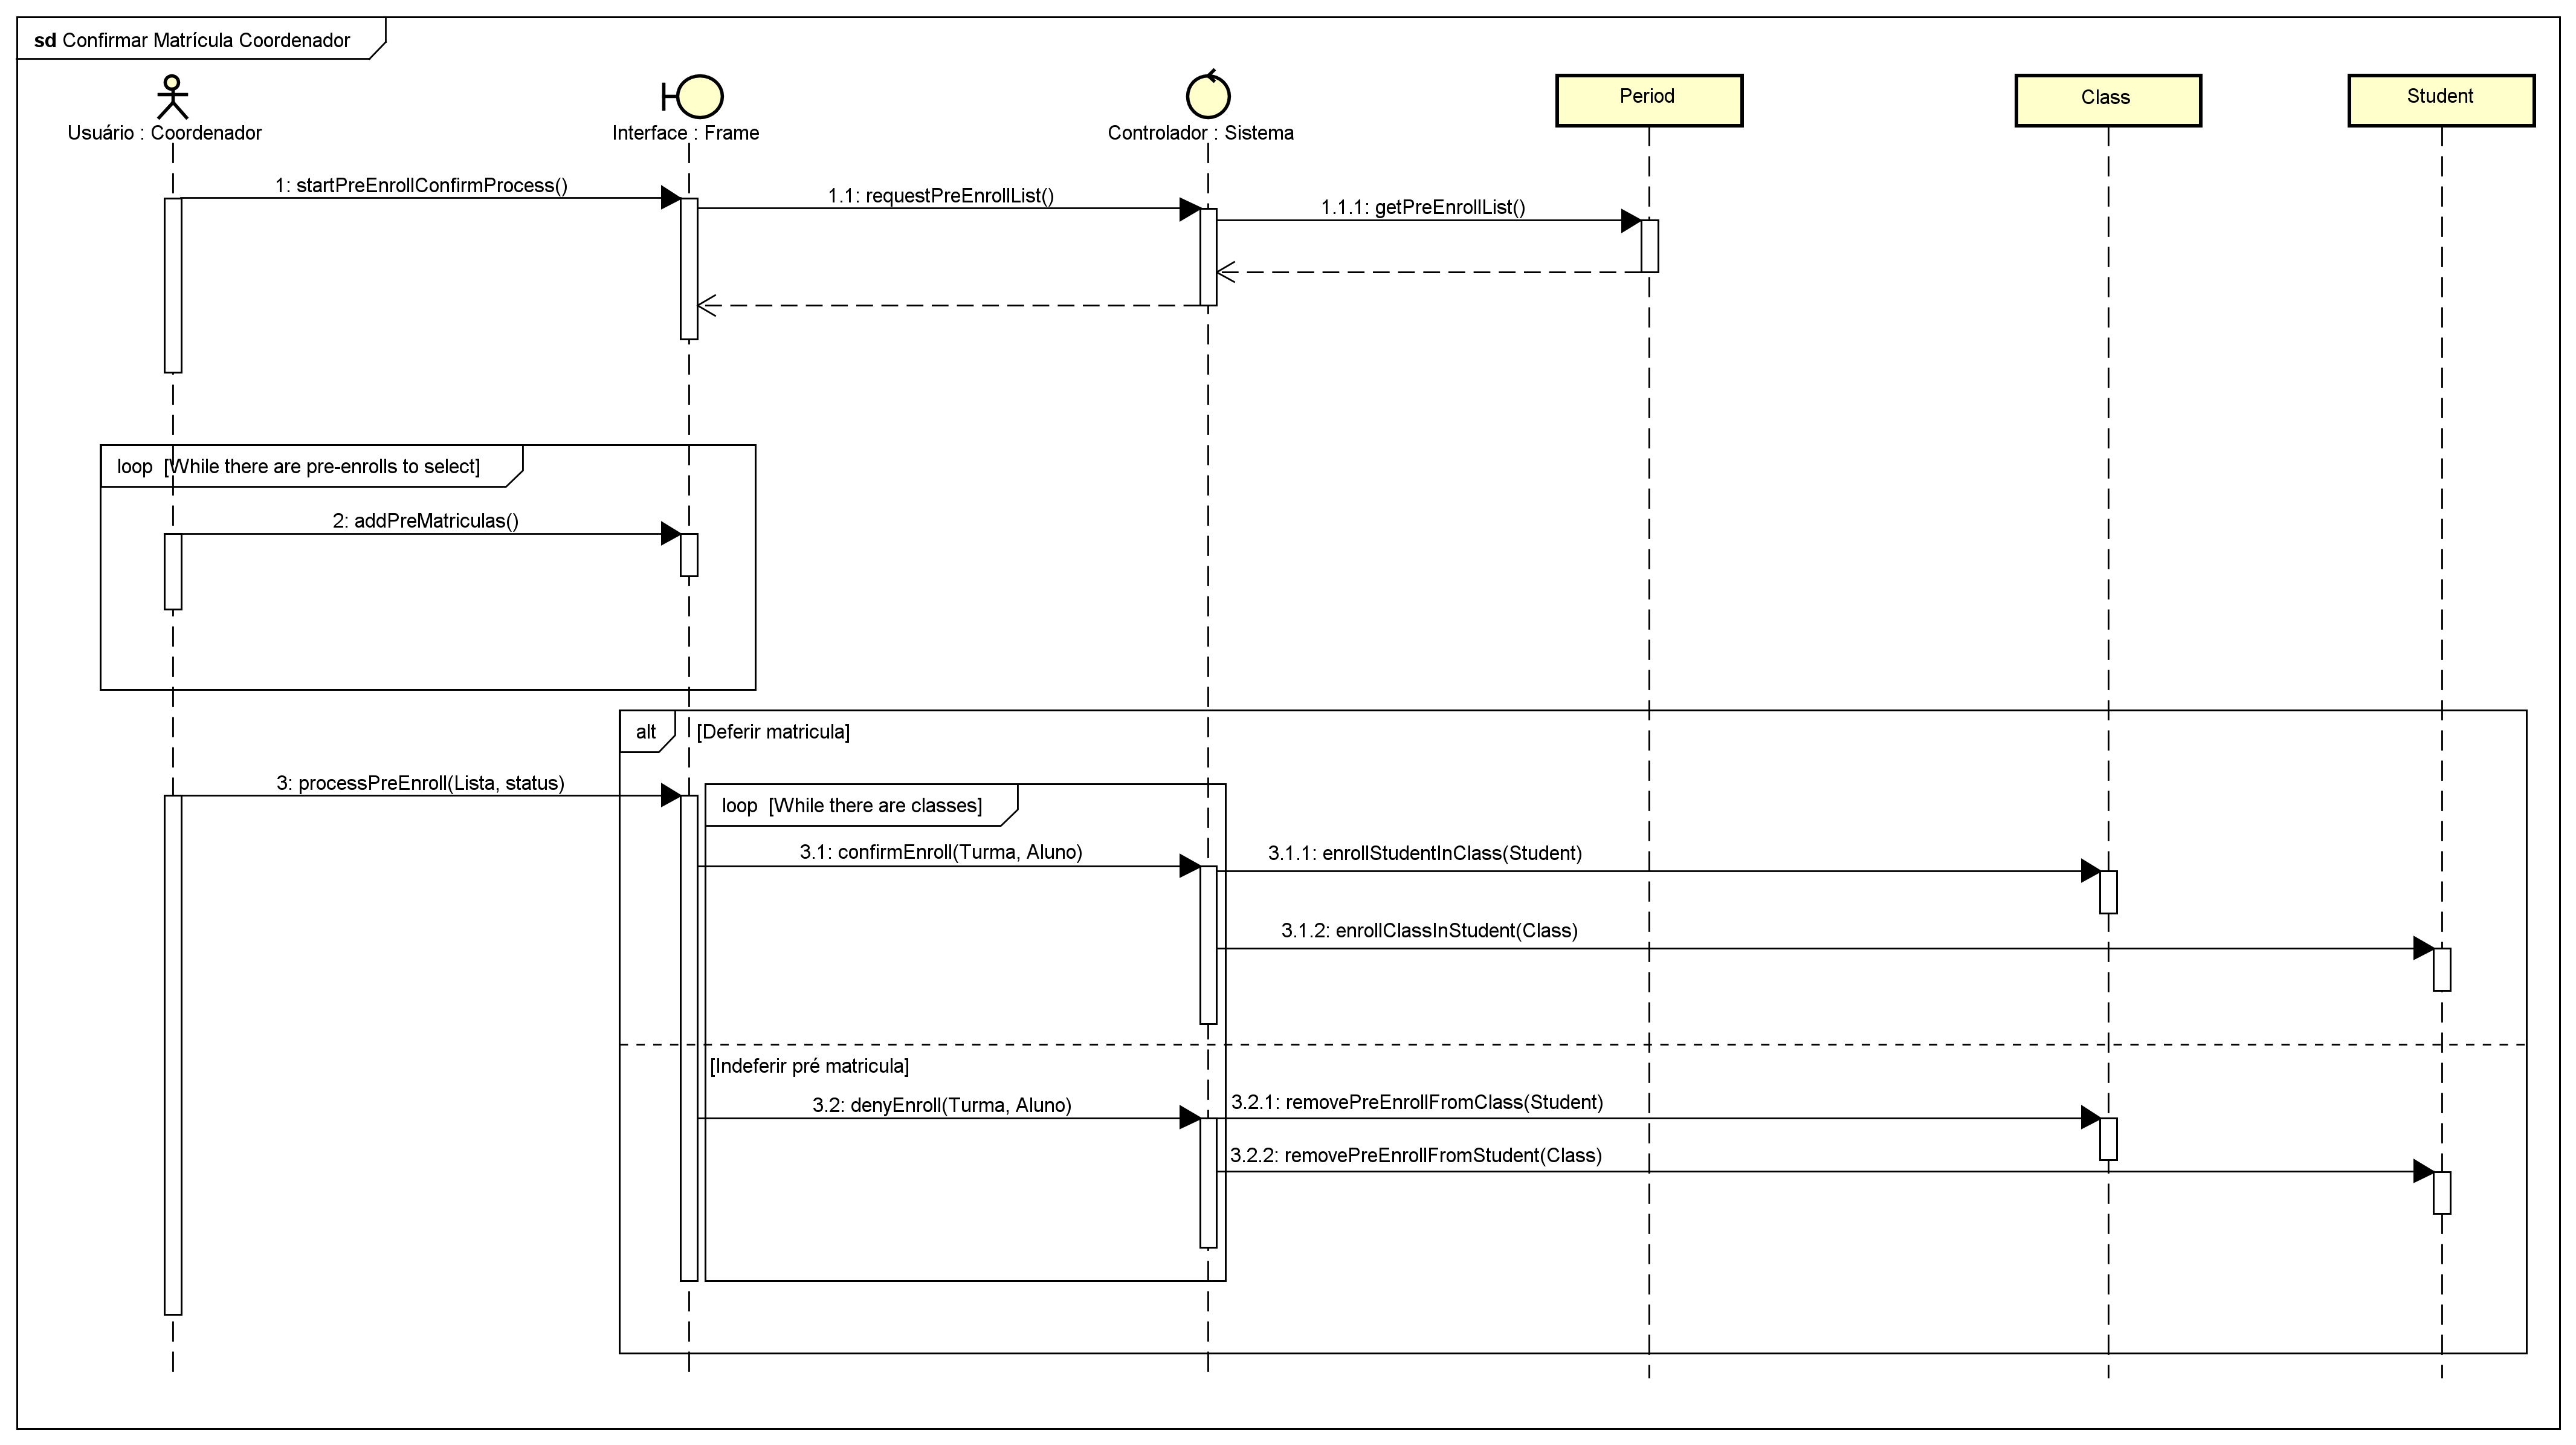 sd Confirmar Matrícula Coordenador
Usuário : Coordenador
Interface : Frame
Controlador : Sistema
Period
Class
Student
1: startPreEnrollConfirmProcess()
1.1: requestPreEnrollList()
1.1.1: getPreEnrollList()
loop [While there are pre-enrolls to select]
2: addPreMatriculas()
alt [Deferir matricula]
3: processPreEnroll(Lista, status)
loop [While there are classes]
3.1: confirmEnroll(Turma, Aluno)
3.1.1: enrollStudentInClass(Student)
3.1.2: enrollClassInStudent(Class)
[Indeferir pré matricula]
3.2: denyEnroll(Turma, Aluno)
3.2.1: removePreEnrollFromClass(Student)
3.2.2: removePreEnrollFromStudent(Class)